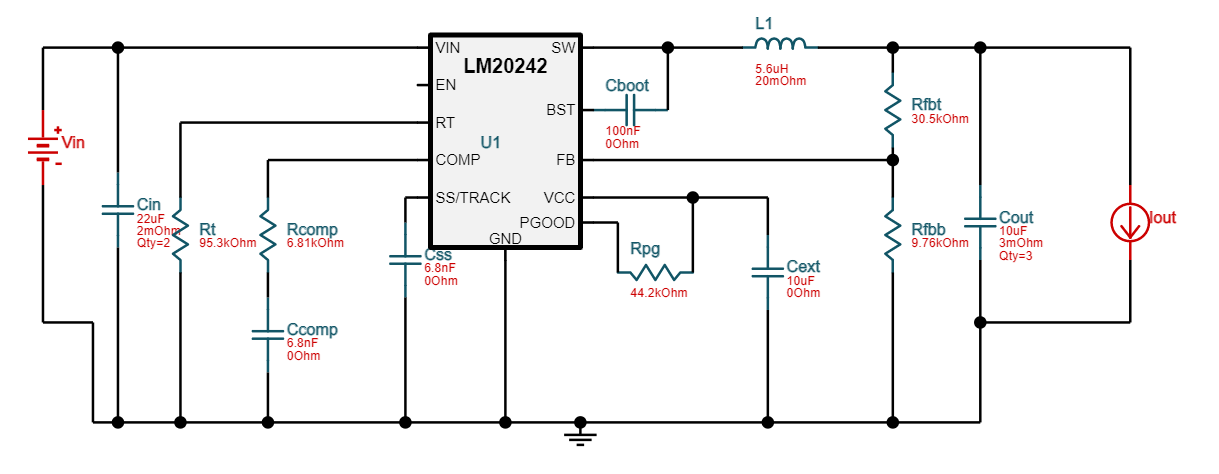 L1
5.6uH
20mOhm
VIN
SW
LM20242
EN
Cboot
BST
100nF
0Ohm
RT
U1
Rfbt
30.5kOhm
Vin
+
-
COMP
FB
SS/TRACK
VCC
PGOOD
GND
Cin
22uF
2mOhm
Qty=2
Rt
95.3kOhm
Rcomp
6.81kOhm
Css
6.8nF
0Ohm
Rpg
44.2kOhm
Cext
10uF
0Ohm
Rfbb
9.76kOhm
Cout
10uF
3mOhm
Qty=3
Iout
Ccomp
6.8nF
0Ohm